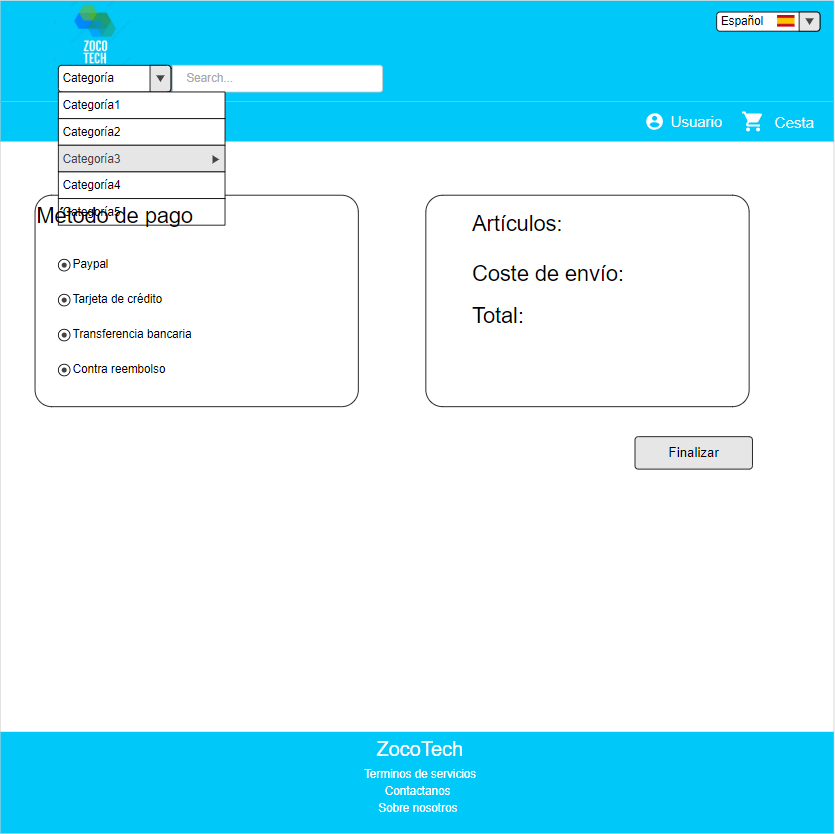 Español
ZOCO
TECH
Categoría
Search...
Categoría1
Categoría2
Categoría3
Categoría4
Categoría5
Usuario
Cesta
Método de pago
Paypal
Tarjeta de crédito
Transferencia bancaria
Contra reembolso
Artículos:
Coste de envío:
Total:
Finalizar
ZocoTech
Terminos de servicios
Contactanos
Sobre nosotros